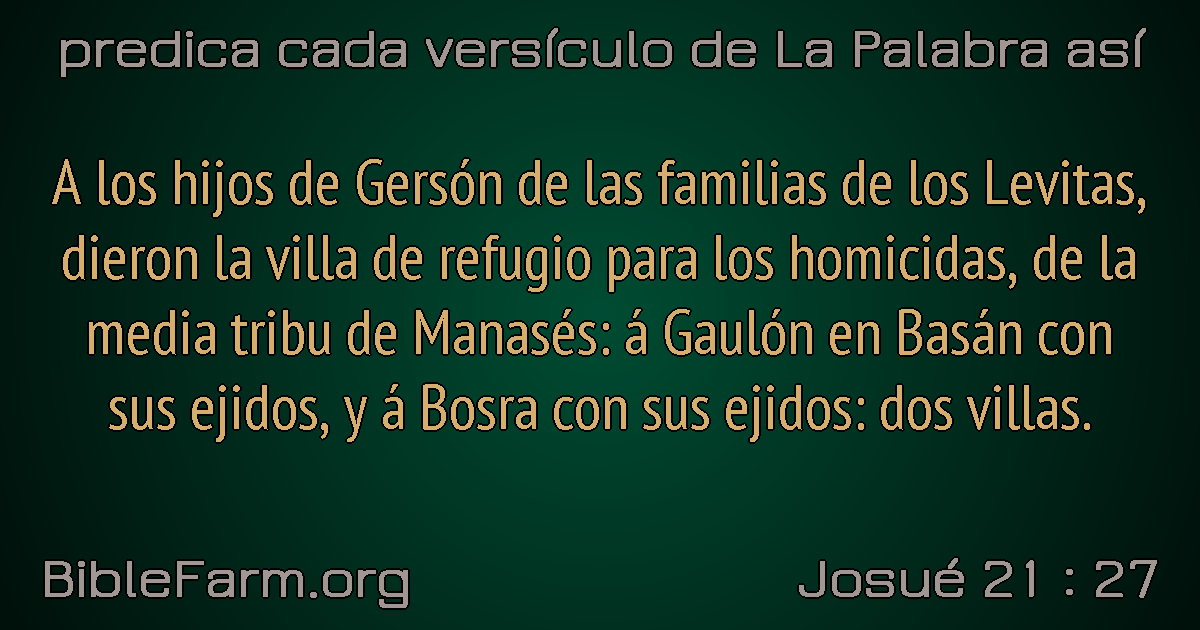 predica cada versículo de La Palabra así
A los hijos de Gersón de las familias de los Levitas,
dieron la villa de refugio para los homicidas, de la
media tribu de Manasés: á Gaulón en Basán con
sus ejidos, y á Bosra con sus ejidos: dos villas.
BibleFarm.org
Josué 21 : 27